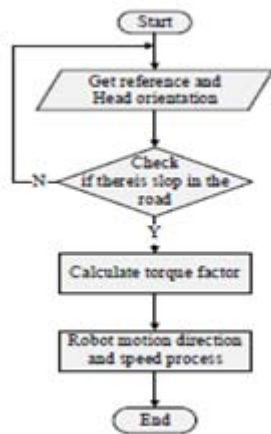 Start
Get reference and
Head orientation
Check
if thereis slop in the
road
N
Y
Calculate torque factor
Robot motion direction
and speed process
End